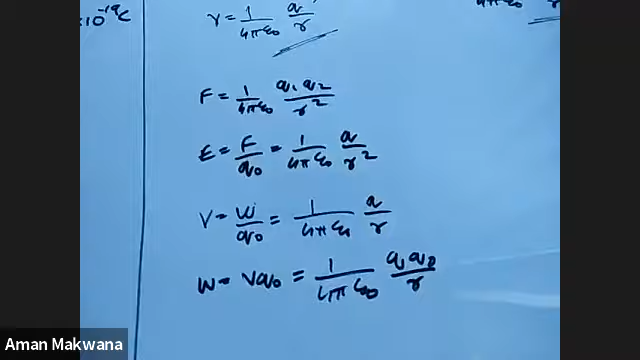 ×10⁻¹⁹C
V = 1/4πε₀ q/r
F = 1/4πε₀ q₁q₂/r²
E = F/q₀ = 1/4πε₀ q/r²
V = W/q₀ = 1/4πε₀ q/r
W = Vq₀ = 1/4πε₀ q q₀/r
Aman Makwana